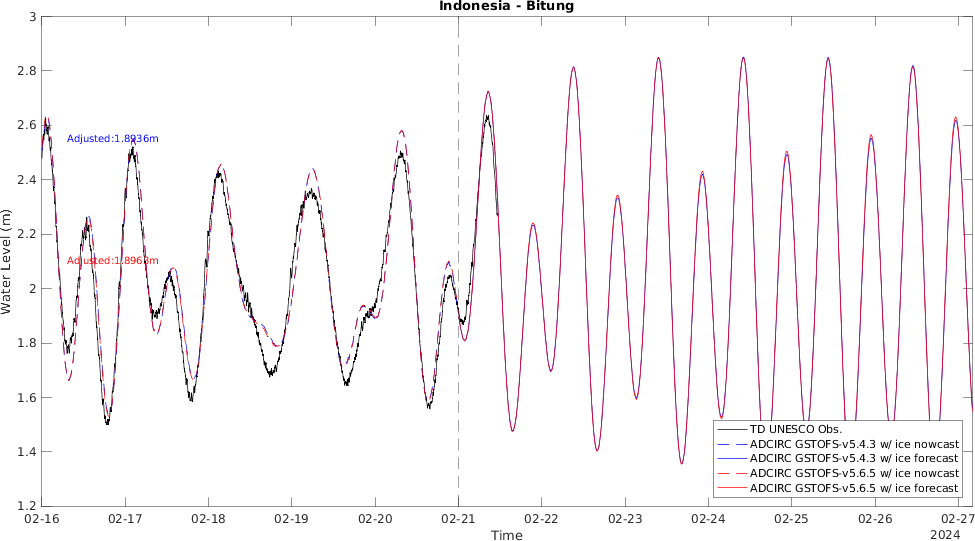 Indonesia - Bitung
3
2.8
2.6
2.4
2.2
2
1.8
1.6
1.4
1.2
Water Level (m)
Adjusted:1.8936m
TD UNESCO Obs.
ADCIRC GSTOFS-v5.4.3 w/ ice nowcast
ADCIRC GSTOFS-v5.4.3 w/ ice forecast
ADCIRC GSTOFS-v5.6.5 w/ ice nowcast
ADCIRC GSTOFS-v5.6.5 w/ ice forecast
02-16 02-17 02-18 02-19 02-20 02-21 02-22 02-23 02-24 02-25 02-26 02-27
Time
2024